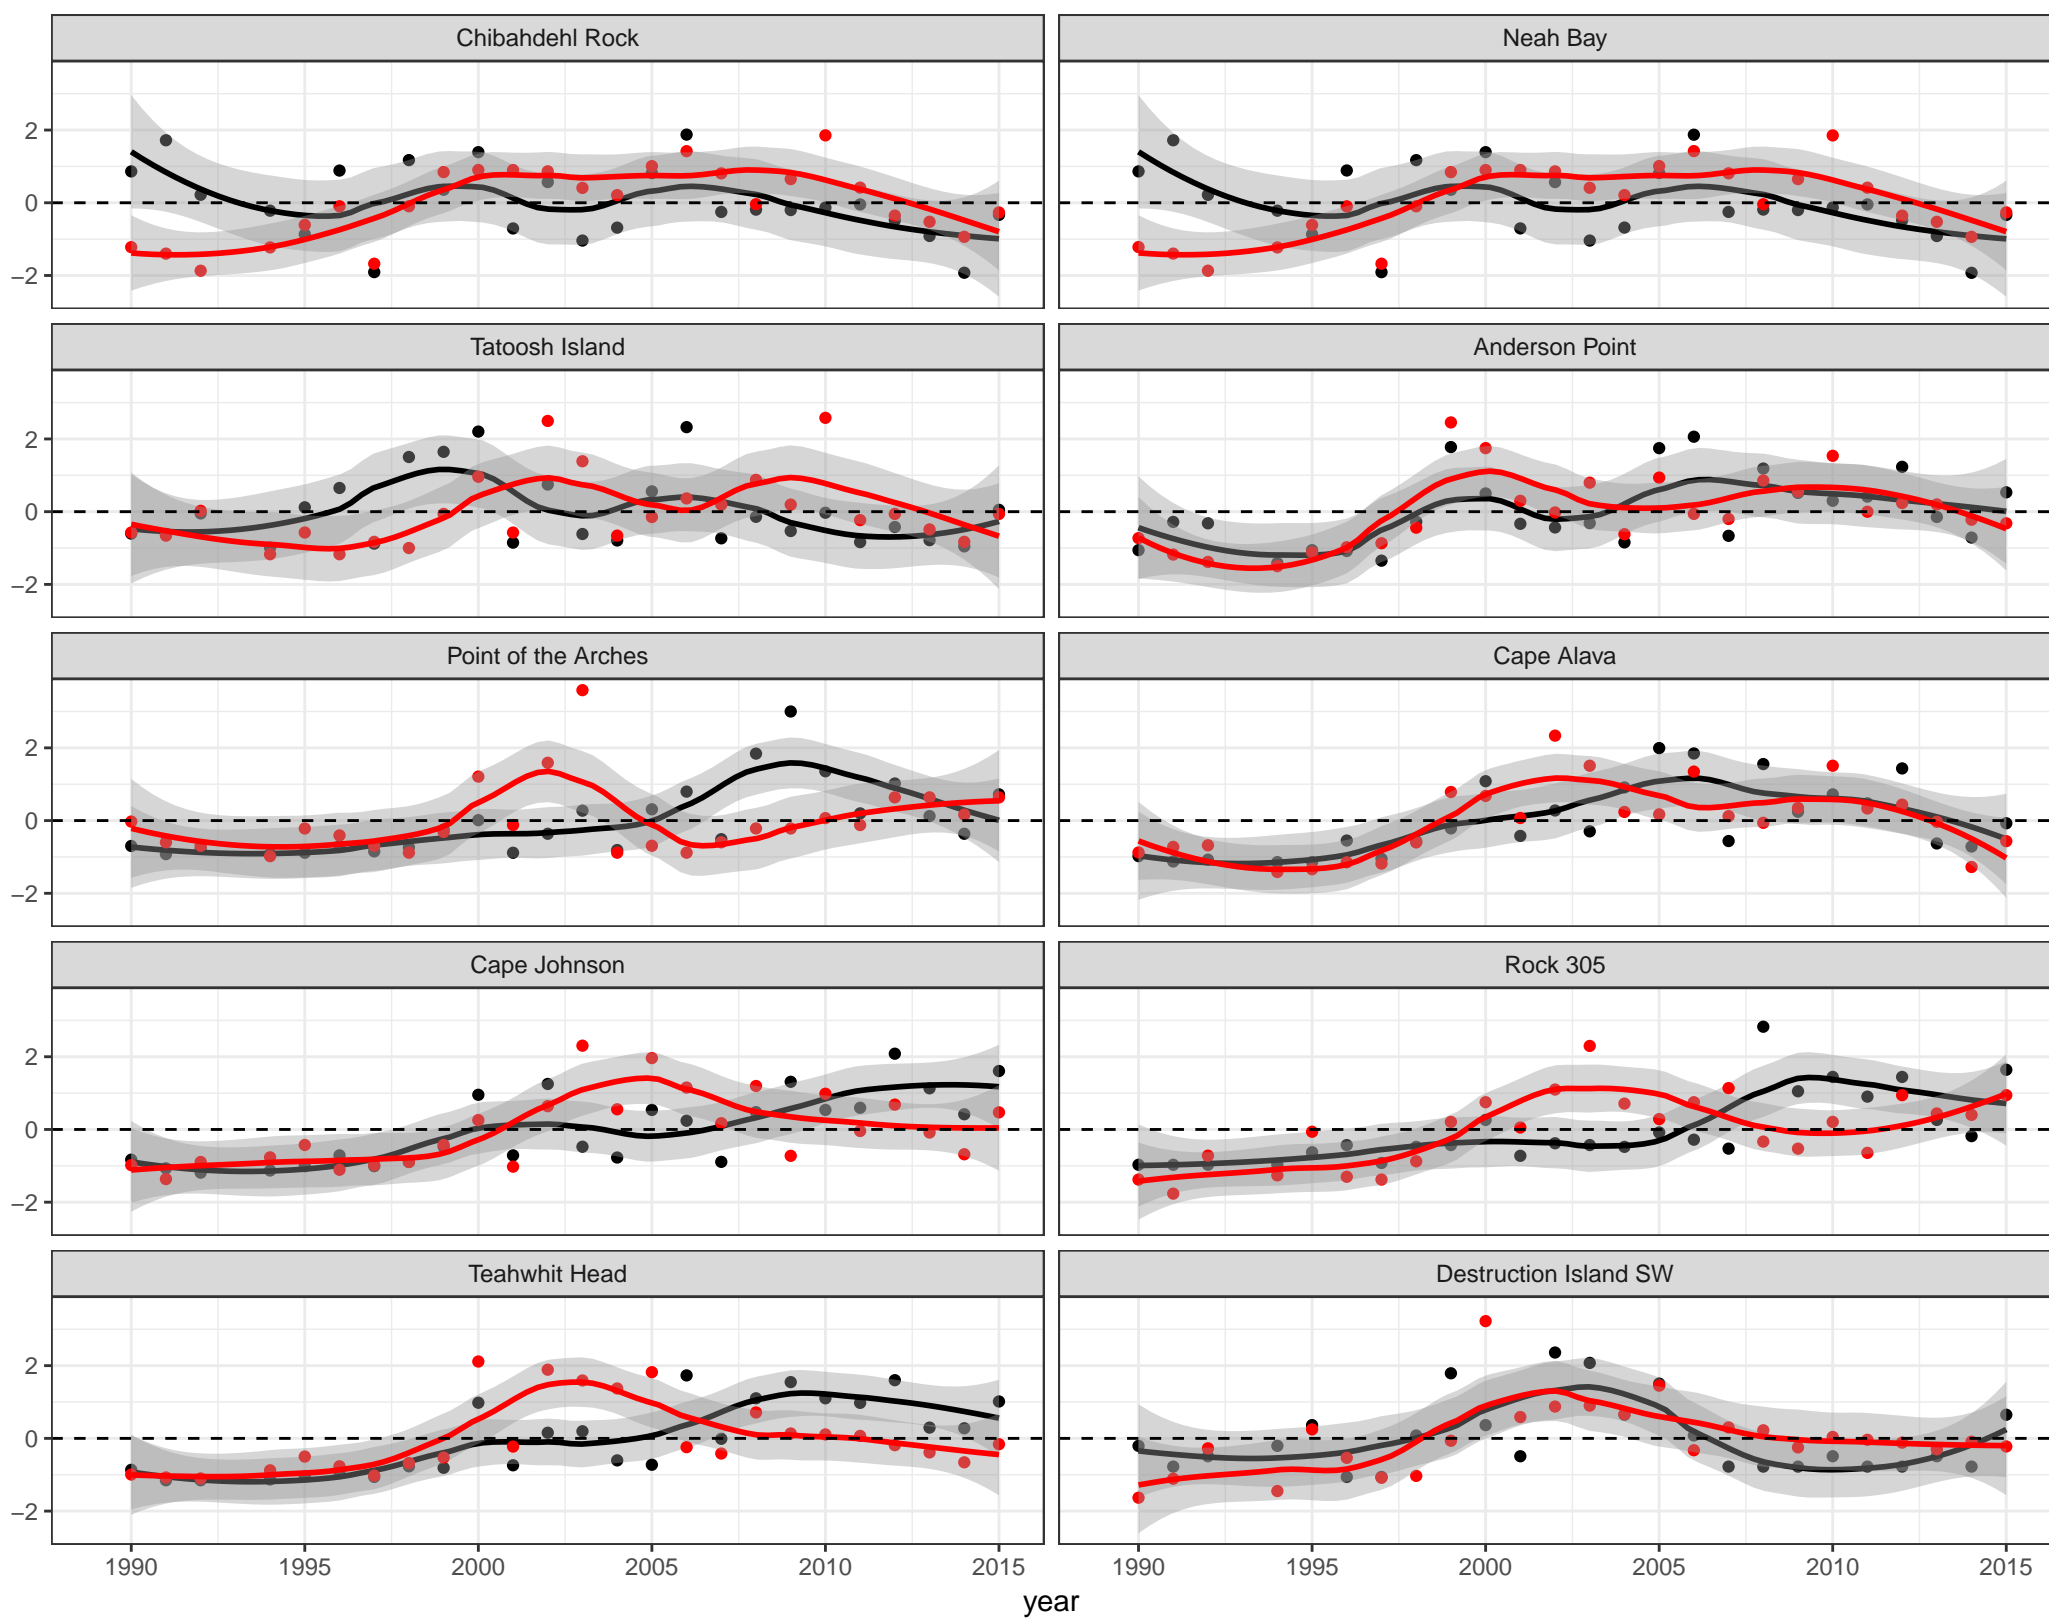 Chibahdehl Rock
Neah Bay
2
0
−2
Tatoosh Island
Anderson Point
2
0
−2
Point of the Arches
Cape Alava
2
0
−2
Cape Johnson
Rock 305
2
0
−2
Teahwhit Head
Destruction Island SW
2
0
−2
1990 1995 2000 2005 2010 2015 1990 1995 2000 2005 2010 2015
year